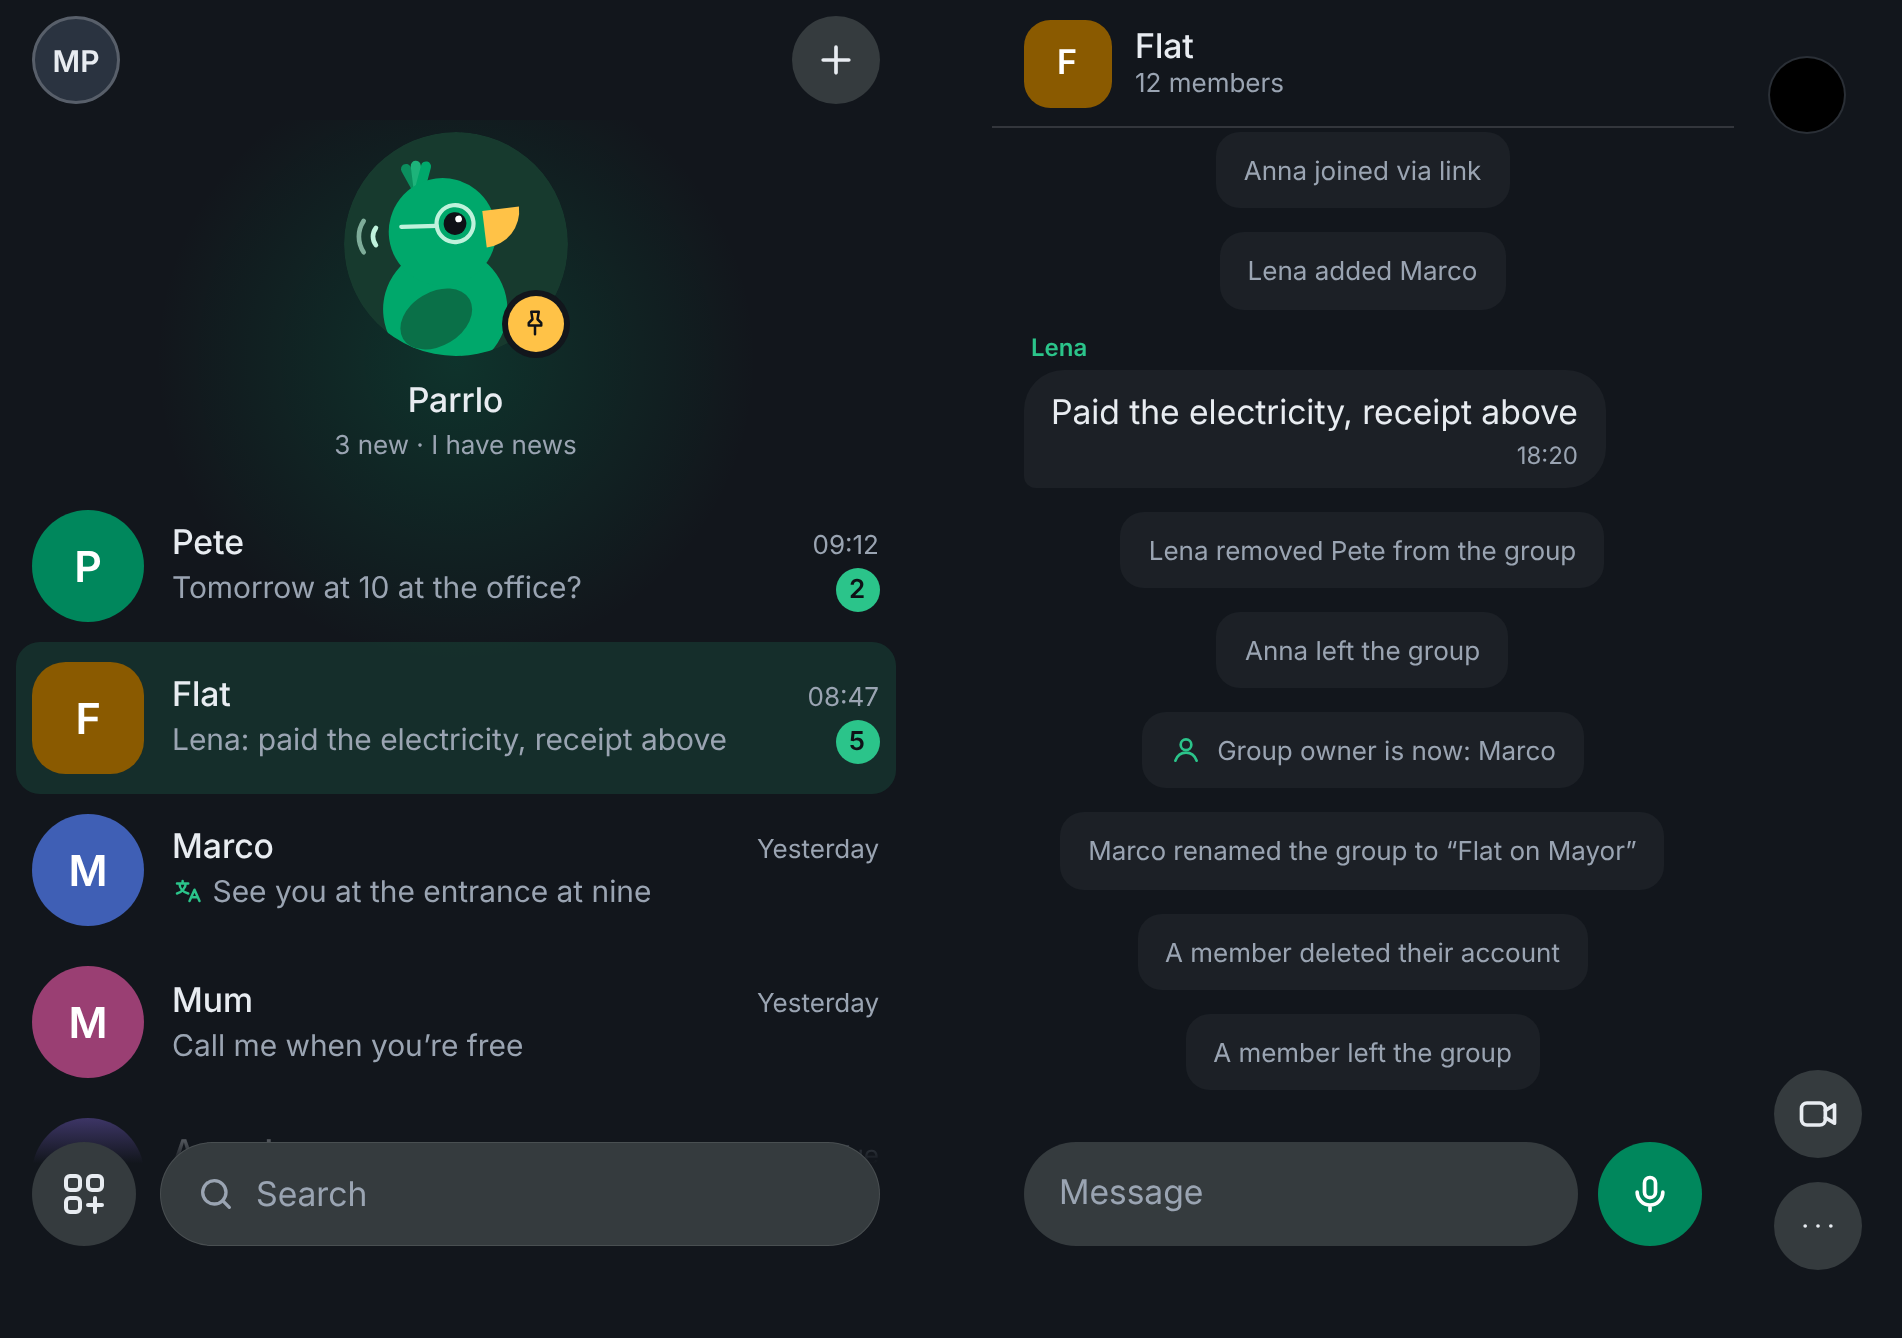 MP
Parrlo
3 new · I have news
P
Pete
09:12
Tomorrow at 10 at the office?
2
F
Flat
08:47
Lena: paid the electricity, receipt above
5
M
Marco
Yesterday
See you at the entrance at nine
M
Mum
Yesterday
Call me when you’re free
Search
F
Flat
12 members
Anna joined via link
Lena added Marco
Lena
Paid the electricity, receipt above
18:20
Lena removed Pete from the group
Anna left the group
Group owner is now: Marco
Marco renamed the group to “Flat on Mayor”
A member deleted their account
A member left the group
Message